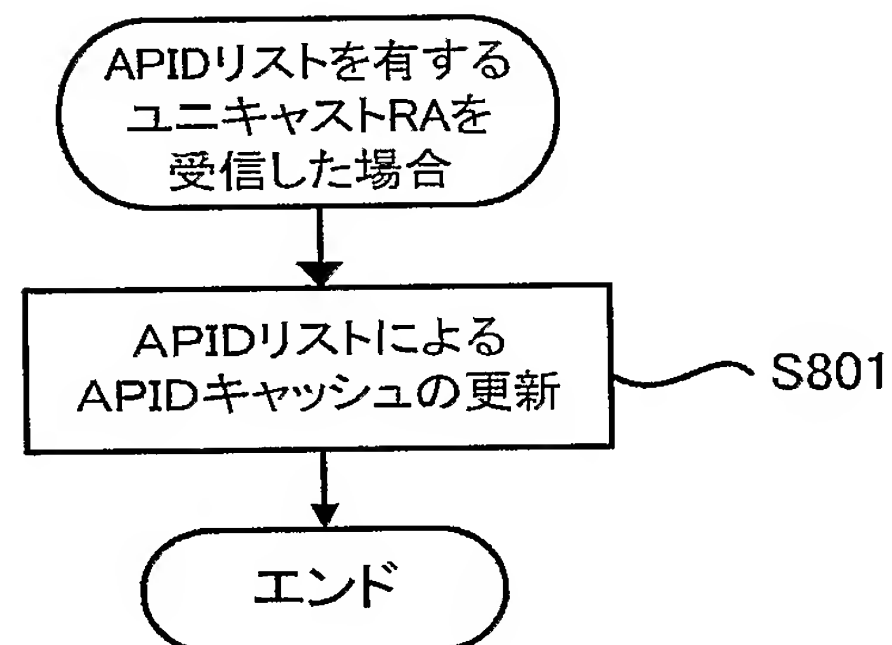 APIDリストを有する
ユニキャストRAを
受信した場合
APIDリストによる
APIDキャッシュの更新
S801
エンド